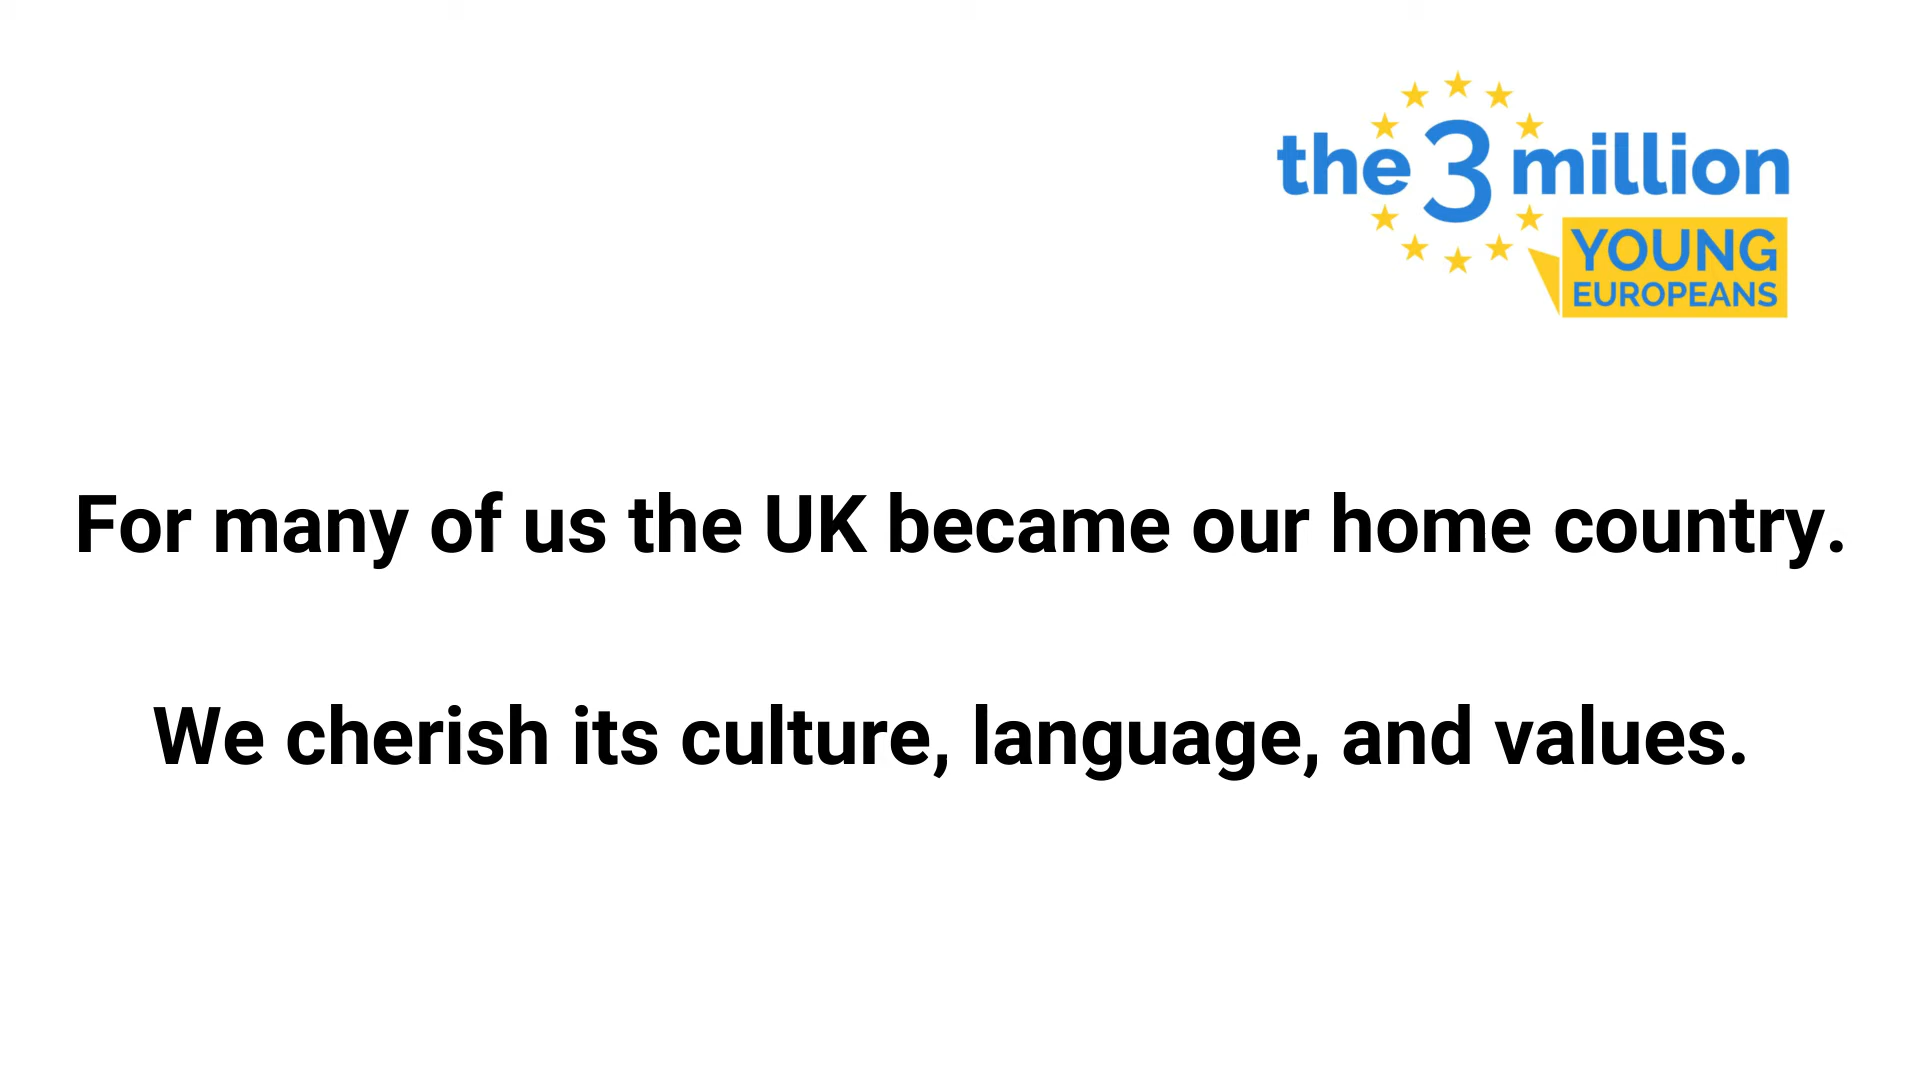 the 3 million
YOUNG
EUROPEANS
For many of us the UK became our home country.
We cherish its culture, language, and values.